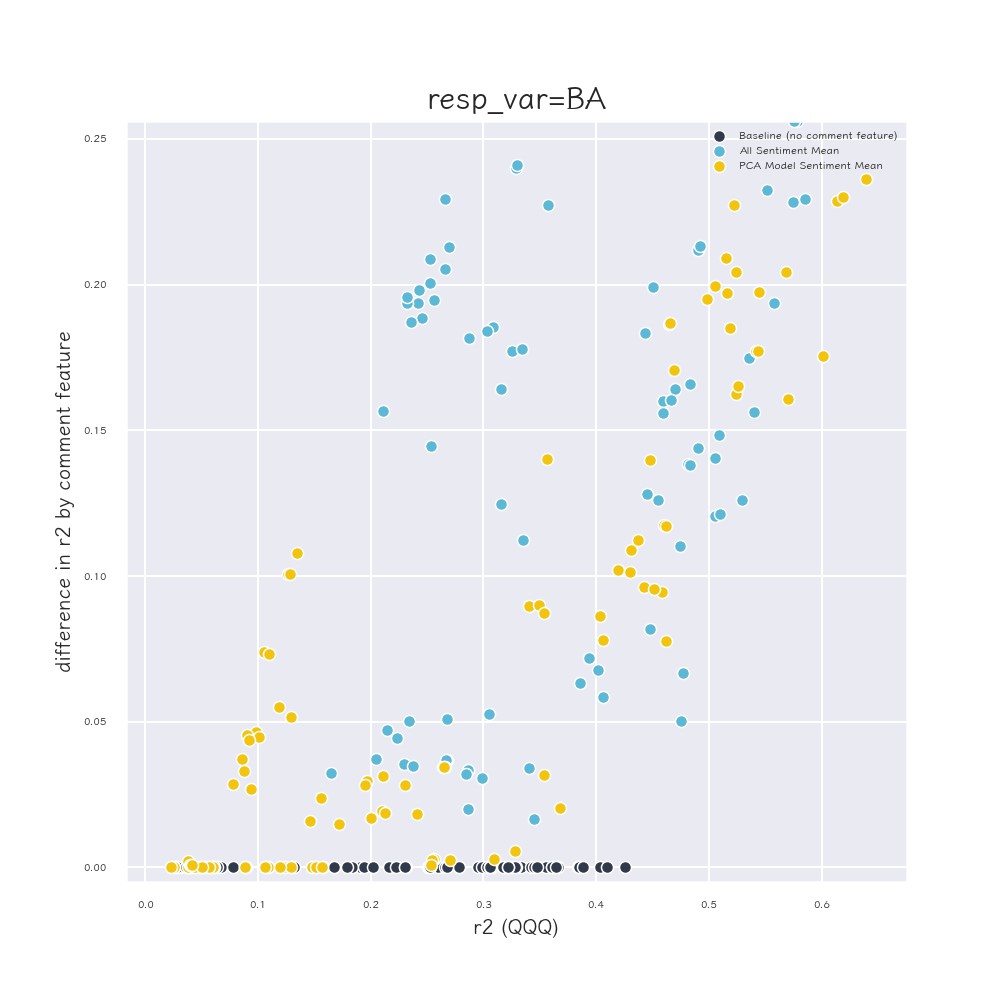 resp_var=BA
Baseline (no comment feature)
All Sentiment Mean
PCA Model Sentiment Mean
difference in r2 by comment feature
0.25
0.20
0.15
0.10
0.05
0.00
0.0 0.1 0.2 0.3 0.4 0.5 0.6
r2 (QQQ)